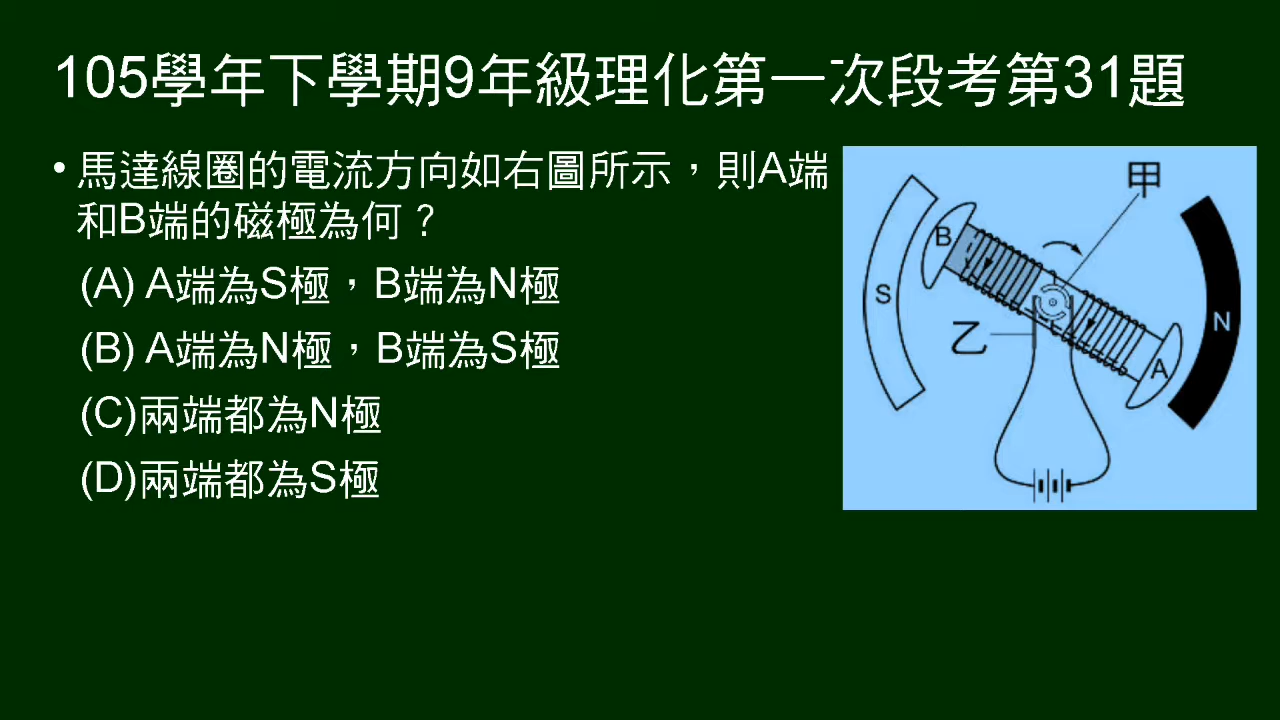 105學年下學期9年級理化第一次段考第31題
• 馬達線圈的電流方向如右圖所示，則A端
和B端的磁極為何？
(A) A端為S極，B端為N極
(B) A端為N極，B端為S極
(C)兩端都為N極
(D)兩端都為S極
甲
B
S
N
乙
A